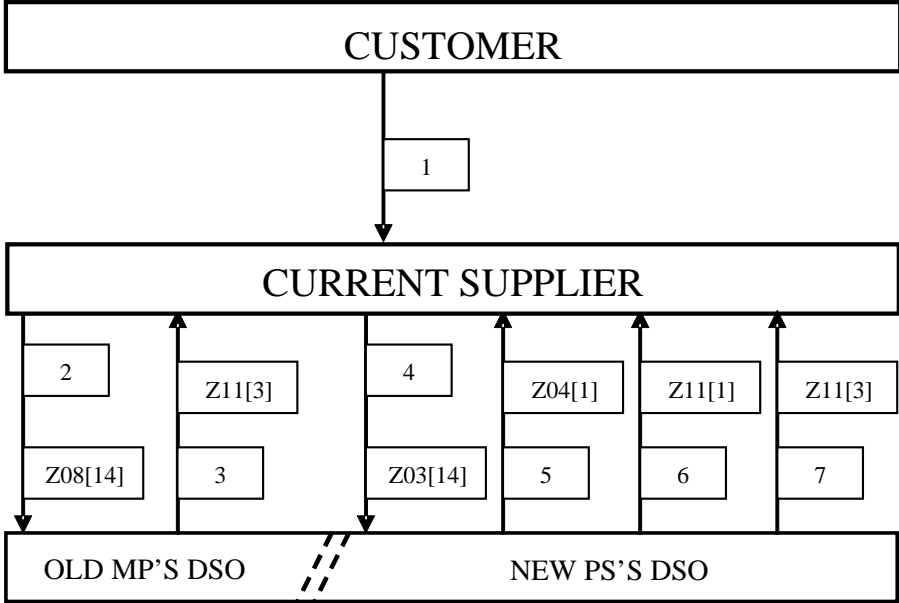 CUSTOMER
1
CURRENT SUPPLIER
2
4
Z11[3]
Z04[1]
Z11[1]
Z11[3]
Z08[14]
3
Z03[14]
5
6
7
OLD MP'S DSO
NEW PS'S DSO